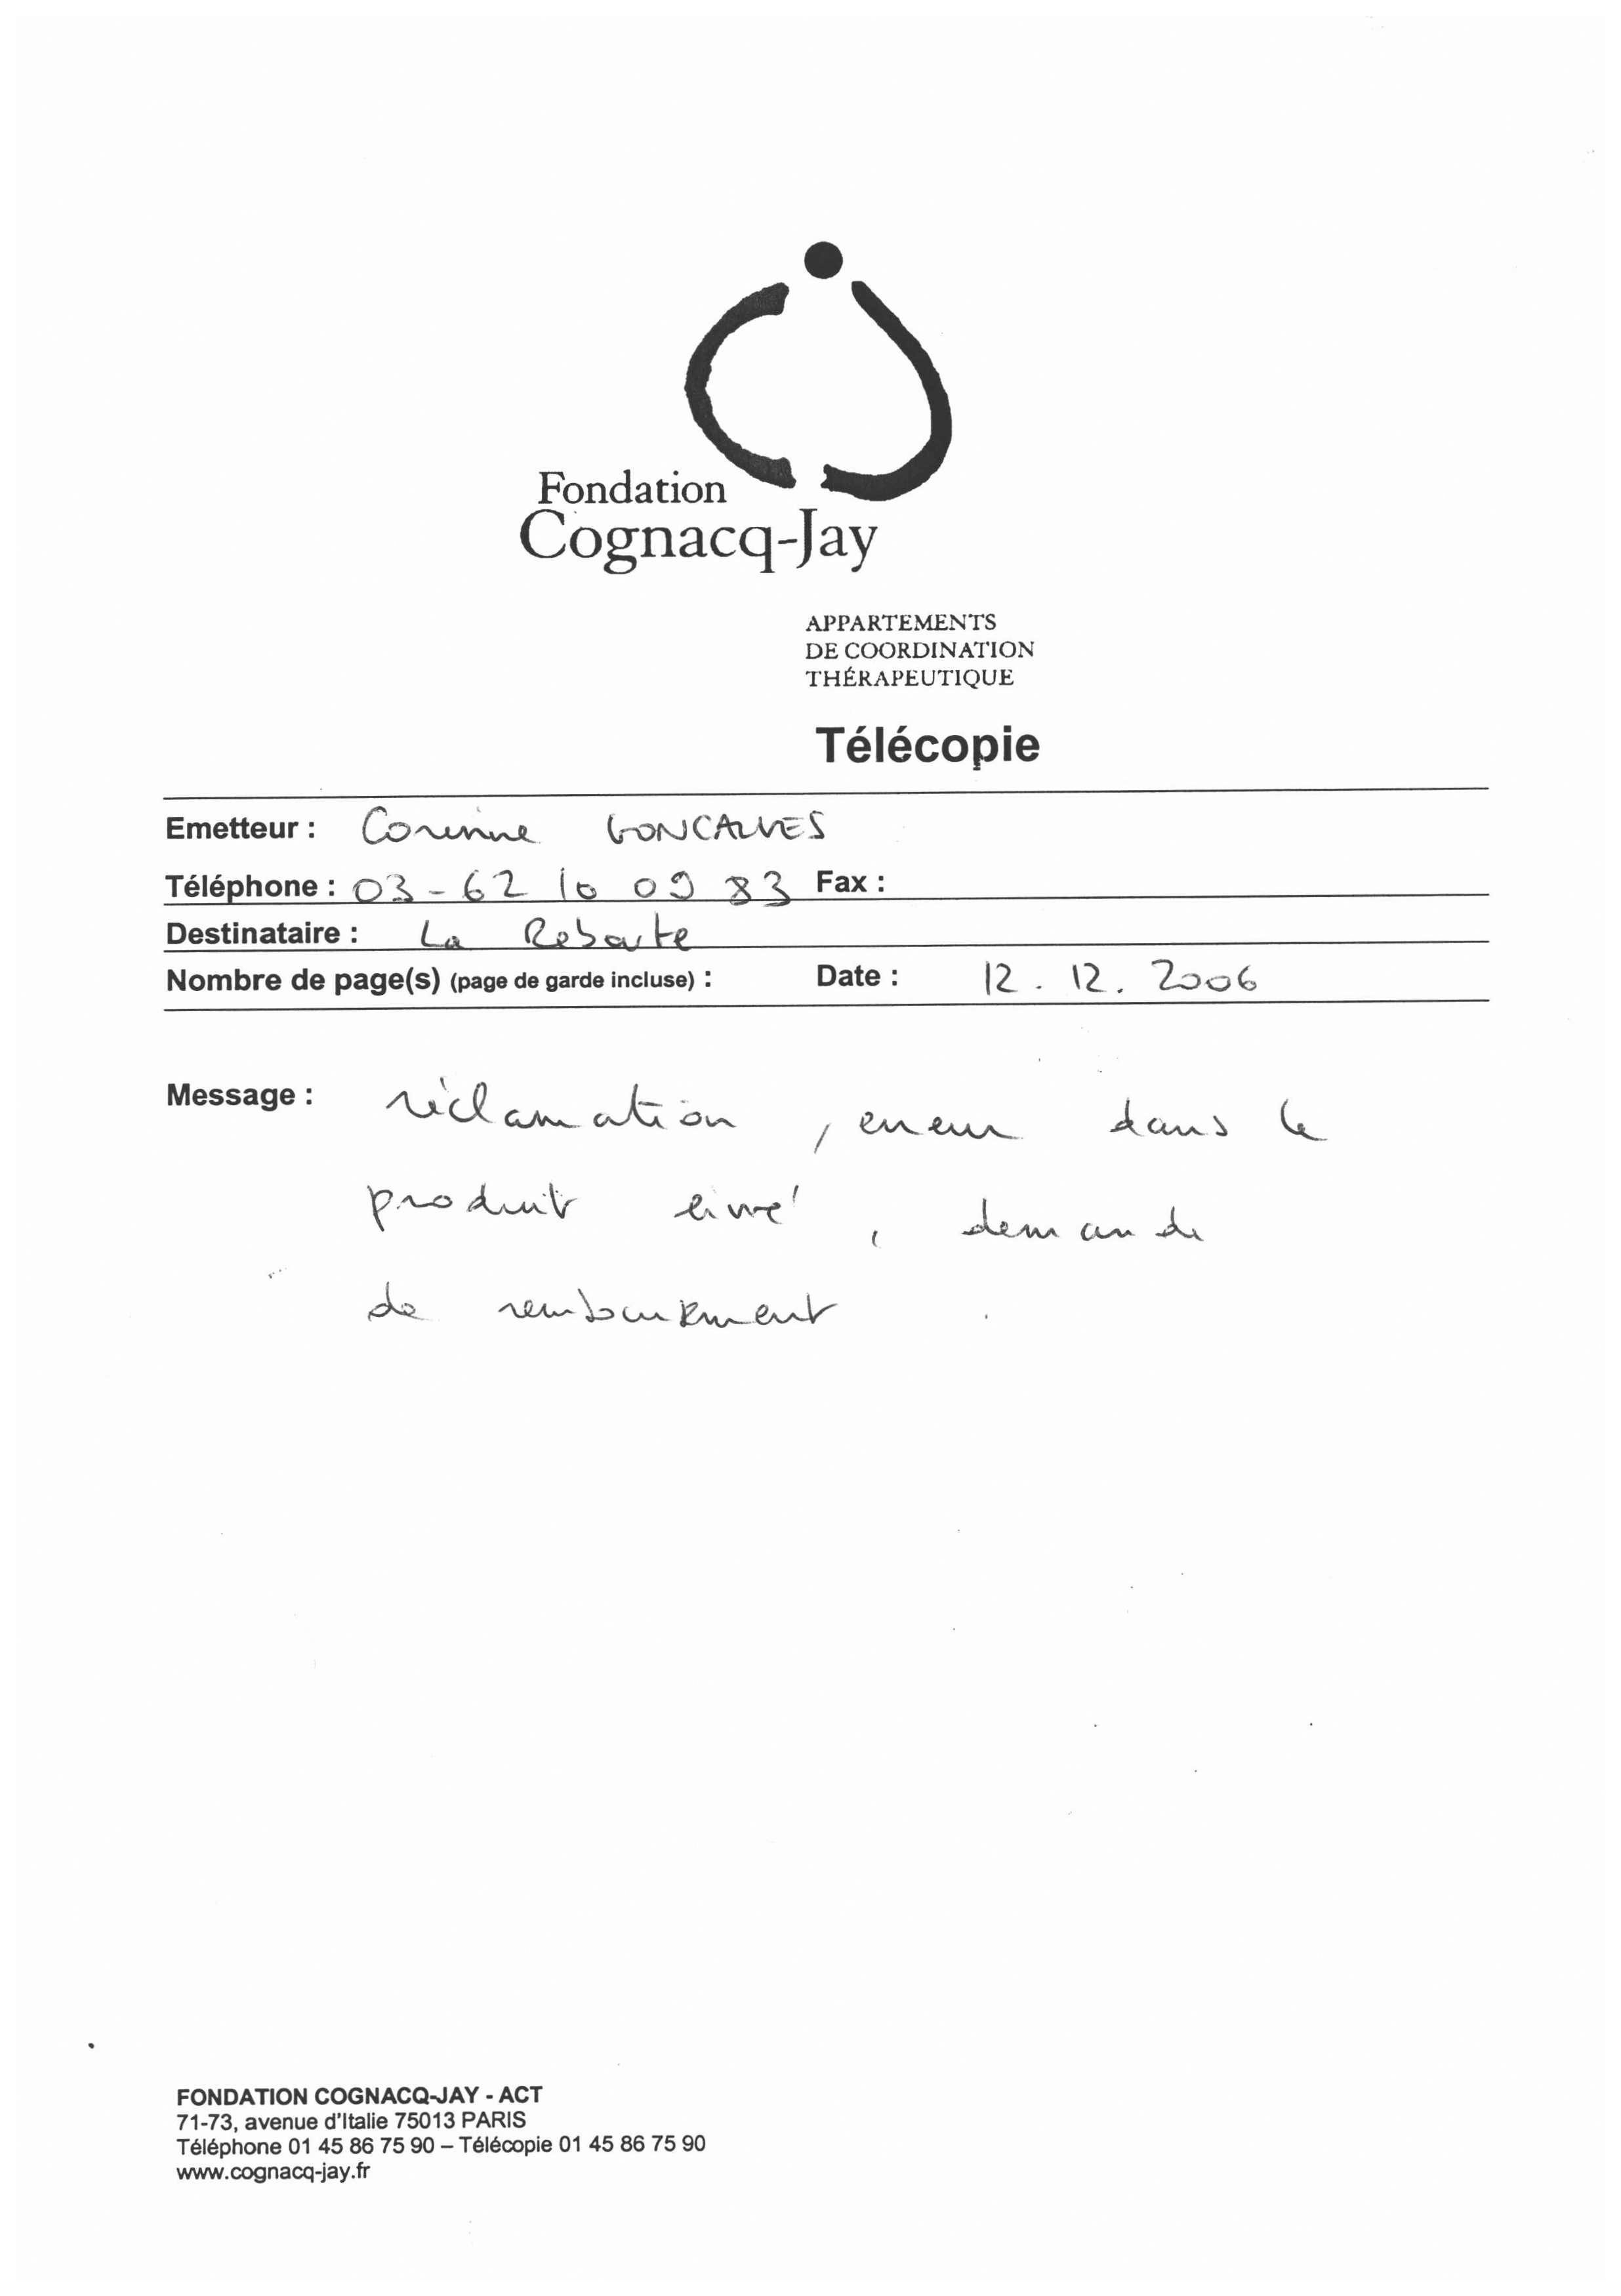 Fondation
Cognacq-Jay
APPARTEMENTS
DE COORDINATION
THÉRAPEUTIQUE
Télécopie
Emetteur : Corinne GONCALVES
Téléphone : 03-62 10 09 83 Fax :
Destinataire : La Reboute
Nombre de page(s) (page de garde incluse) : Date : 12.12.2006
Message : réclamation, erreur dans le
produit livré, demande
de remboursement.
FONDATION COGNACQ-JAY - ACT
71-73, avenue d'Italie 75013 PARIS
Téléphone 01 45 86 75 90 – Télécopie 01 45 86 75 90
www.cognacq-jay.fr